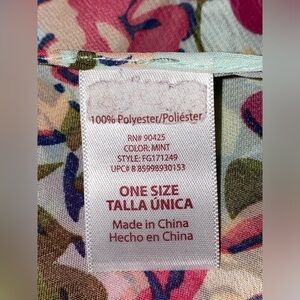 100% Polyester/Poliéster
RN# 90425
COLOR: MINT
STYLE: FG171249
UPC# 8 85998930153
ONE SIZE
TALLA ÚNICA
Made in China
Hecho en China